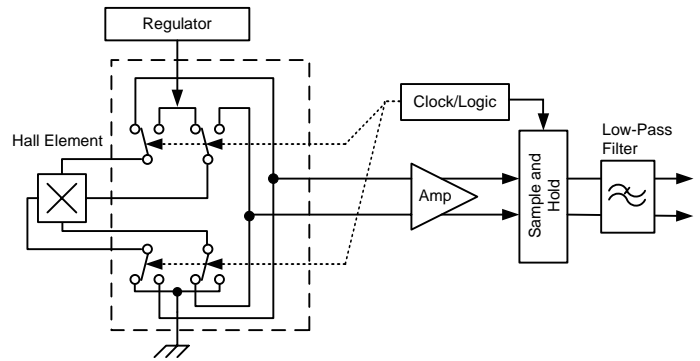 Regulator
Clock/Logic
Hall Element
Low-Pass
Filter
Amp
Sample and
Hold